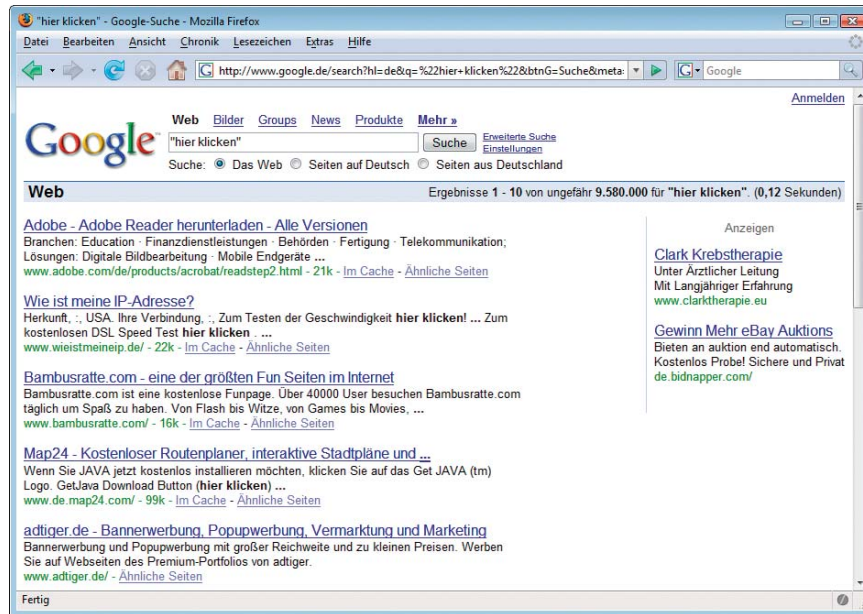 "hier klicken" - Google-Suche - Mozilla Firefox
Datei Bearbeiten Ansicht Chronik Lesezeichen Extras Hilfe
http://www.google.de/search?hl=de&q=%22hier+klicken%22&btnG=Suche&meta: Google
Anmelden
Web Bilder Groups News Produkte Mehr »
Google™
"hier klicken" Suche Erweiterte Suche
Einstellungen
Suche: Das Web Seiten auf Deutsch Seiten aus Deutschland
Web Ergebnisse 1 - 10 von ungefähr 9.580.000 für "hier klicken". (0,12 Sekunden)
Adobe - Adobe Reader herunterladen - Alle Versionen
Branchen: Education · Finanzdienstleistungen · Behörden · Fertigung · Telekommunikation;
Lösungen: Digitale Bildbearbeitung · Mobile Endgeräte ...
www.adobe.com/de/products/acrobat/readstep2.html - 21k - Im Cache - Ähnliche Seiten
Wie ist meine IP-Adresse?
Herkunft, :, USA. Ihre Verbindung, :, Zum Testen der Geschwindigkeit hier klicken! ... Zum
kostenlosen DSL Speed Test hier klicken . ...
www.wieistmeineip.de/ - 22k - Im Cache - Ähnliche Seiten
Bambusratte.com - eine der größten Fun Seiten im Internet
Bambusratte.com ist eine kostenlose Funpage. Über 40000 User besuchen Bambusratte.com
täglich um Spaß zu haben. Von Flash bis Witze, von Games bis Movies, ...
www.bambusratte.com/ - 16k - Im Cache - Ähnliche Seiten
Map24 - Kostenloser Routenplaner, interaktive Stadtpläne und ...
Wenn Sie JAVA jetzt kostenlos installieren möchten, klicken Sie auf das Get JAVA (tm)
Logo. GetJava Download Button (hier klicken) ...
www.de.map24.com/ - 99k - Im Cache - Ähnliche Seiten
adtiger.de - Bannerwerbung, Popupwerbung, Vermarktung und Marketing
Bannerwerbung und Popupwerbung mit großer Reichweite und zu kleinen Preisen. Werben
Sie auf Webseiten des Premium-Portfolios von adtiger.
www.adtiger.de/ - Ähnliche Seiten
Anzeigen
Clark Krebstherapie
Unter Ärztlicher Leitung
Mit Langjähriger Erfahrung
www.clarktherapie.eu
Gewinn Mehr eBay Auktions
Bieten an auktion end automatisch.
Kostenlos Probe! Sichere und Privat
de.bidnapper.com/
Fertig